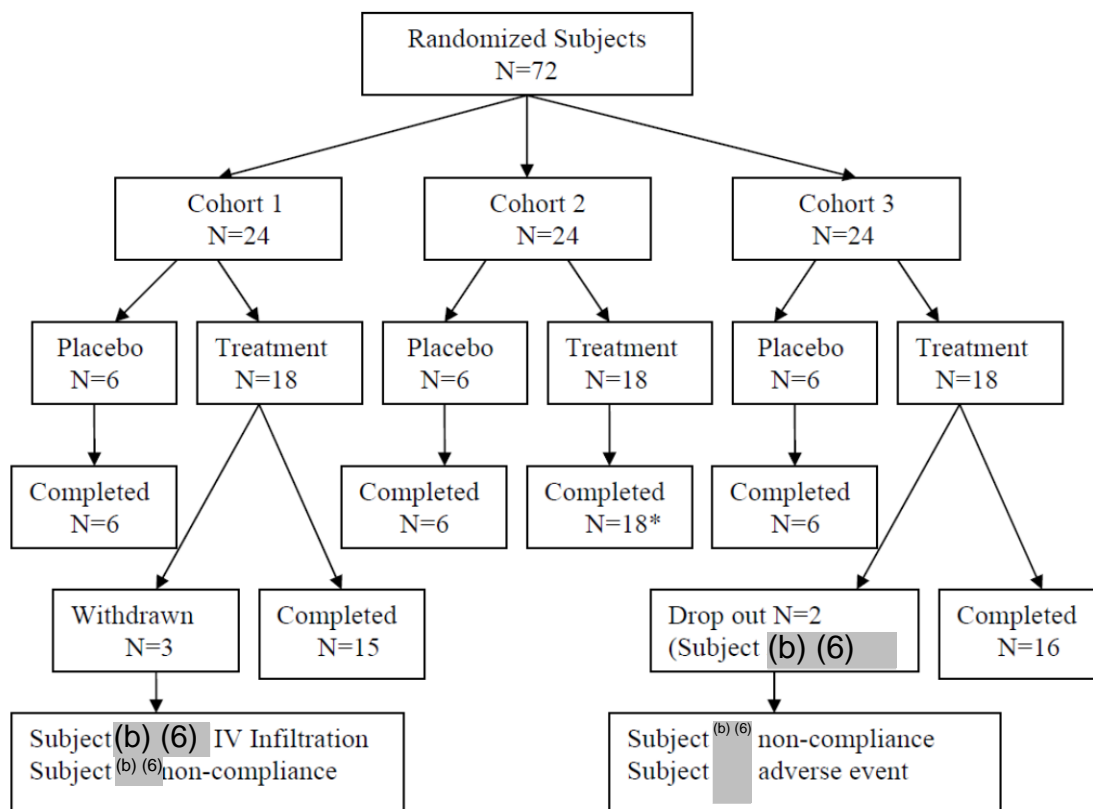 Randomized Subjects
N=72
Cohort 1
N=24
Cohort 2
N=24
Cohort 3
N=24
Placebo
N=6
Treatment
N=18
Placebo
N=6
Treatment
N=18
Placebo
N=6
Treatment
N=18
Completed
N=6
Completed
N=6
Completed
N=18*
Completed
N=6
Withdrawn
N=3
Completed
N=15
Drop out N=2
(Subject (b) (6)
Completed
N=16
Subject (b) (6) IV Infiltration
Subject (b) (6) non-compliance
Subject (b) (6) non-compliance
Subject adverse event